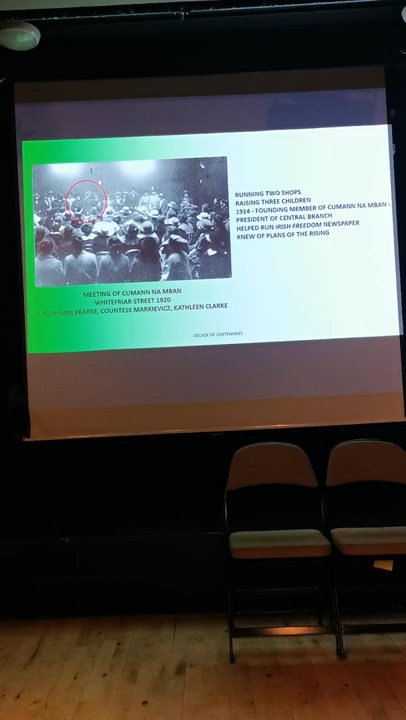 RUNNING TWO SHOPS
RAISING THREE CHILDREN
1914 - FOUNDING MEMBER OF CUMANN NA MBAN -
PRESIDENT OF CENTRAL BRANCH
HELPED RUN IRISH FREEDOM NEWSPAPER
KNEW OF PLANS OF THE RISING
MEETING OF CUMANN NA MBAN
WHITEFRIAR STREET 1920
TO R: MRS PEARSE, COUNTESS MARKIEVICZ, KATHLEEN CLARKE
DECADE OF CENTENARIES